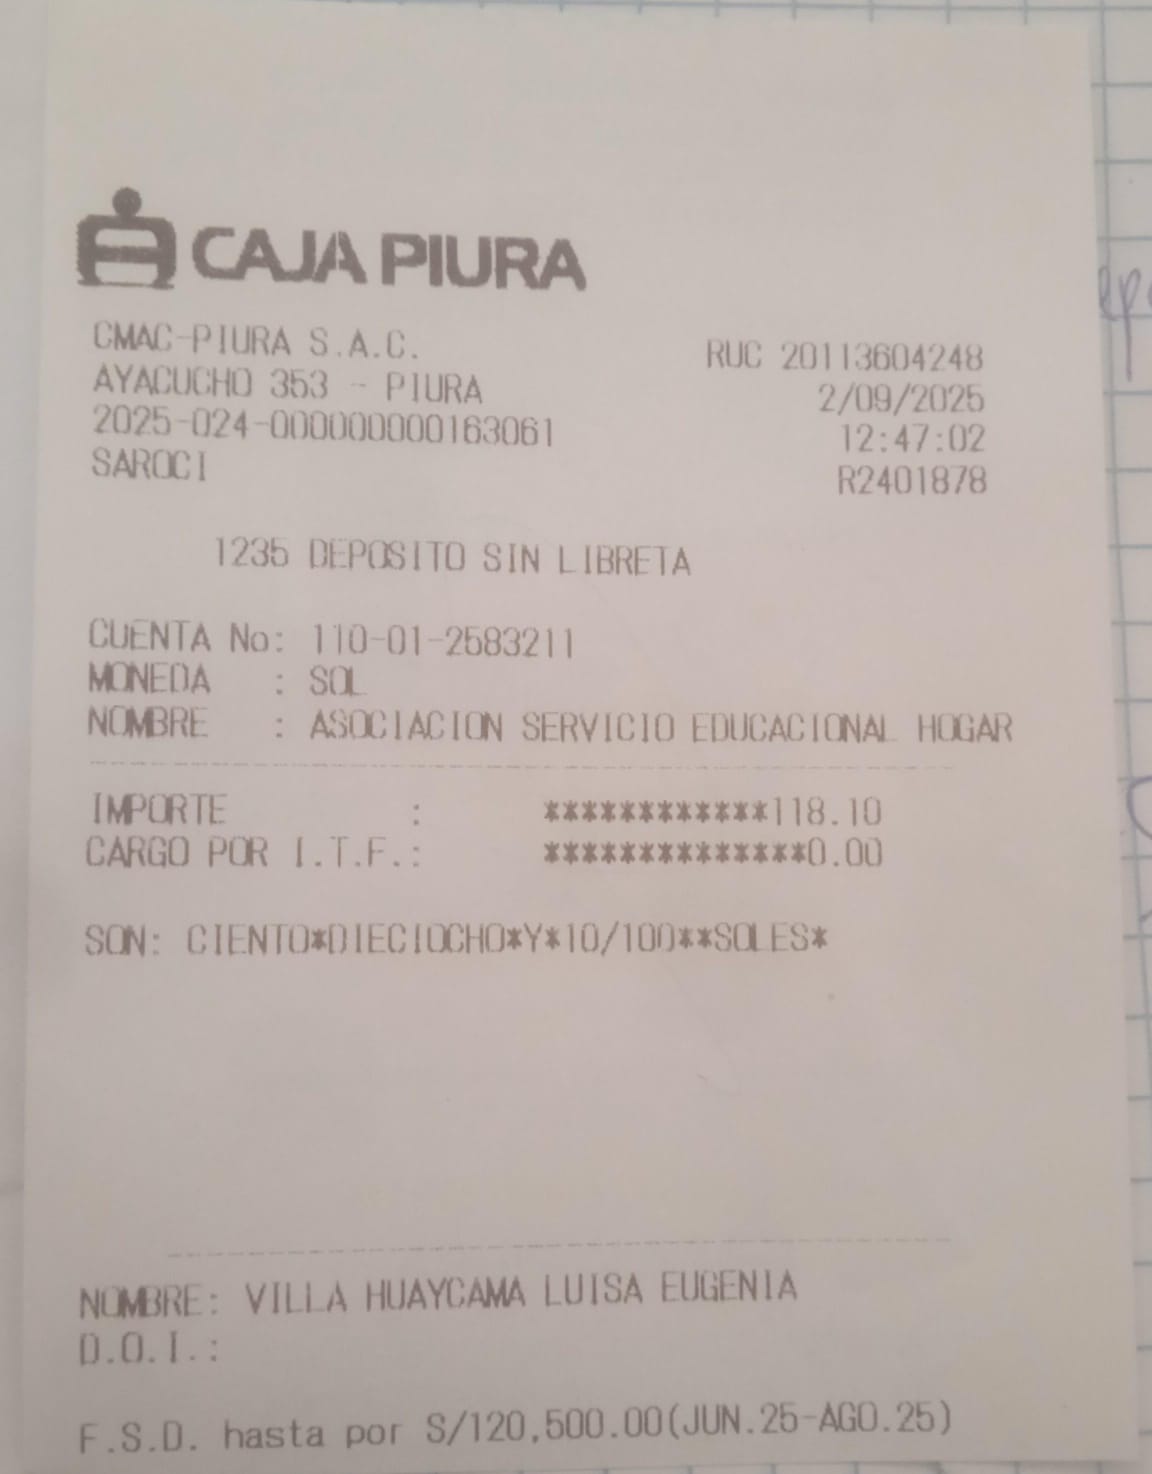 CAJA PIURA
CMAC-PIURA S.A.C.
RUC 20113604248
AYACUCHO 353 - PIURA
2/09/2025
2025-024-000000000163061
12:47:02
SAROCI
R2401878
1235 DEPOSITO SIN LIBRETA
CUENTA No: 110-01-2583211
MONEDA : SOL
NOMBRE : ASOCIACION SERVICIO EDUCACIONAL HOGAR
IMPORTE : ************118.10
CARGO POR I.T.F.: **************0.00
SON: CIENTO*DIECIOCHO*Y*10/100**SOLES*
NOMBRE: VILLA HUAYCAMA LUISA EUGENIA
D.O.I.:
F.S.D. hasta por S/120,500.00(JUN.25-AGO.25)